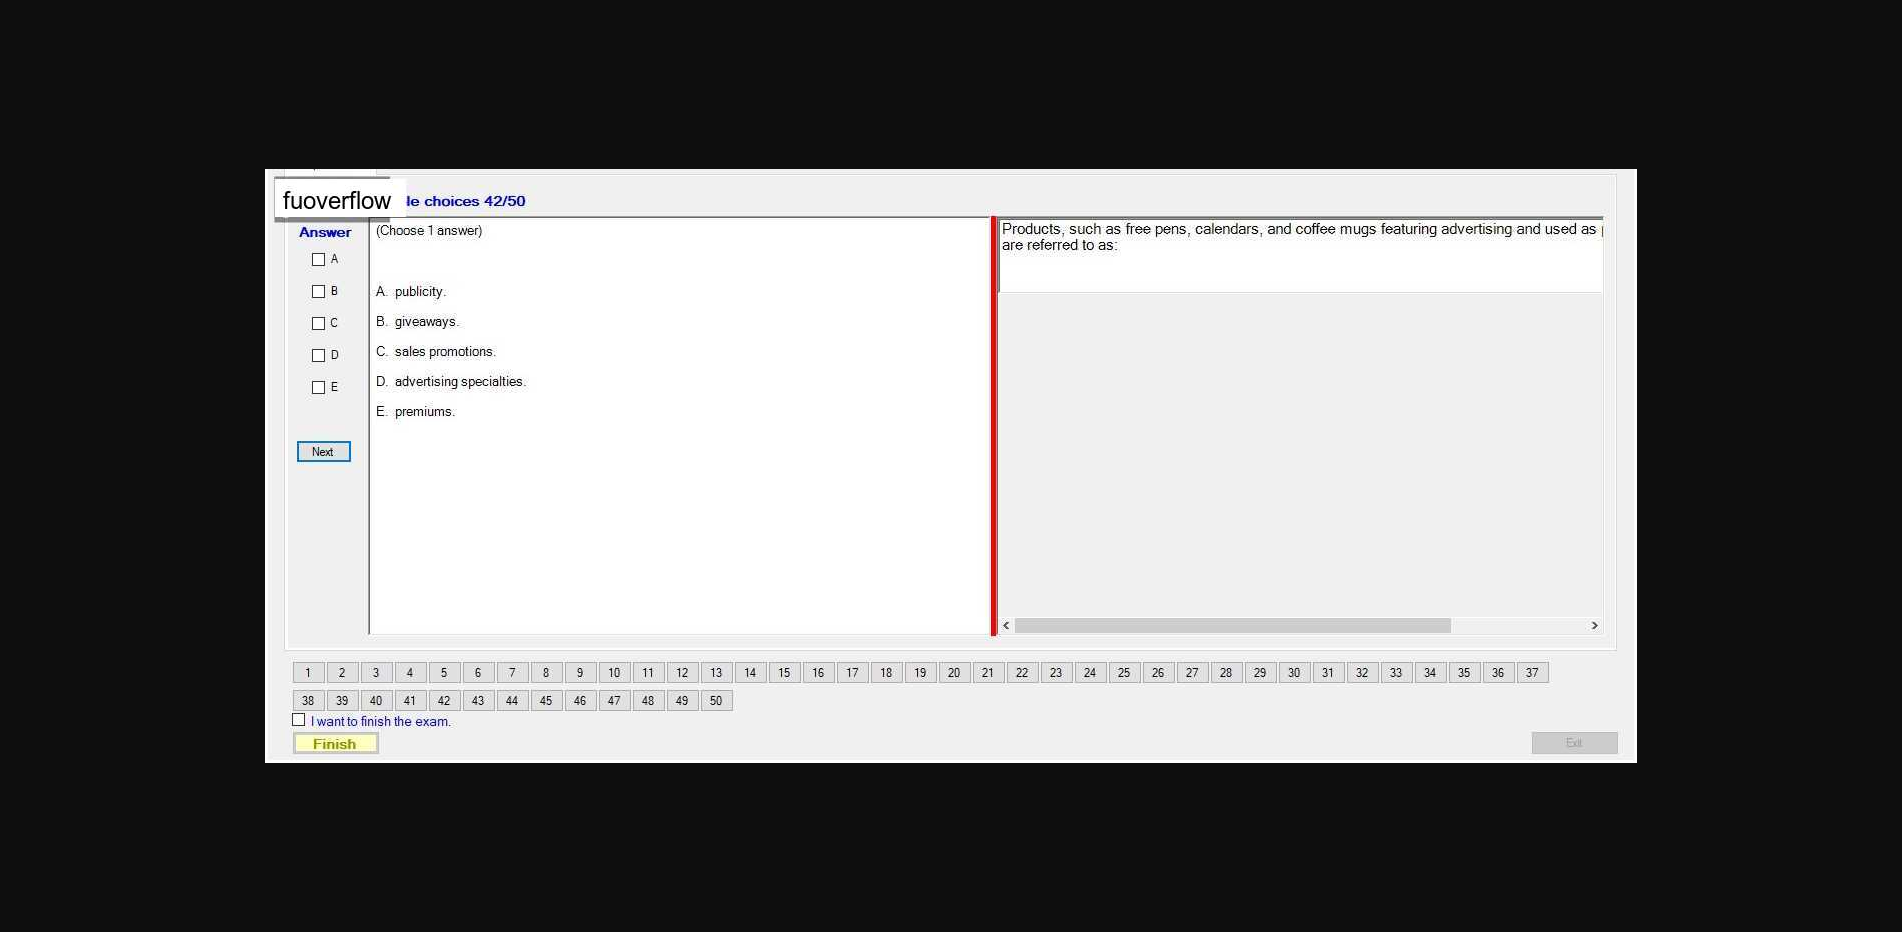 fuoverflow
le choices 42/50
Answer
(Choose 1 answer)
A
B
C
D
E
A. publicity.
B. giveaways.
C. sales promotions.
D. advertising specialties.
E. premiums.
Next
Products, such as free pens, calendars, and coffee mugs featuring advertising and used as
are referred to as:
1 2 3 4 5 6 7 8 9 10 11 12 13 14 15 16 17 18 19 20 21 22 23 24 25 26 27 28 29 30 31 32 33 34 35 36 37
38 39 40 41 42 43 44 45 46 47 48 49 50
I want to finish the exam.
Finish
Exit